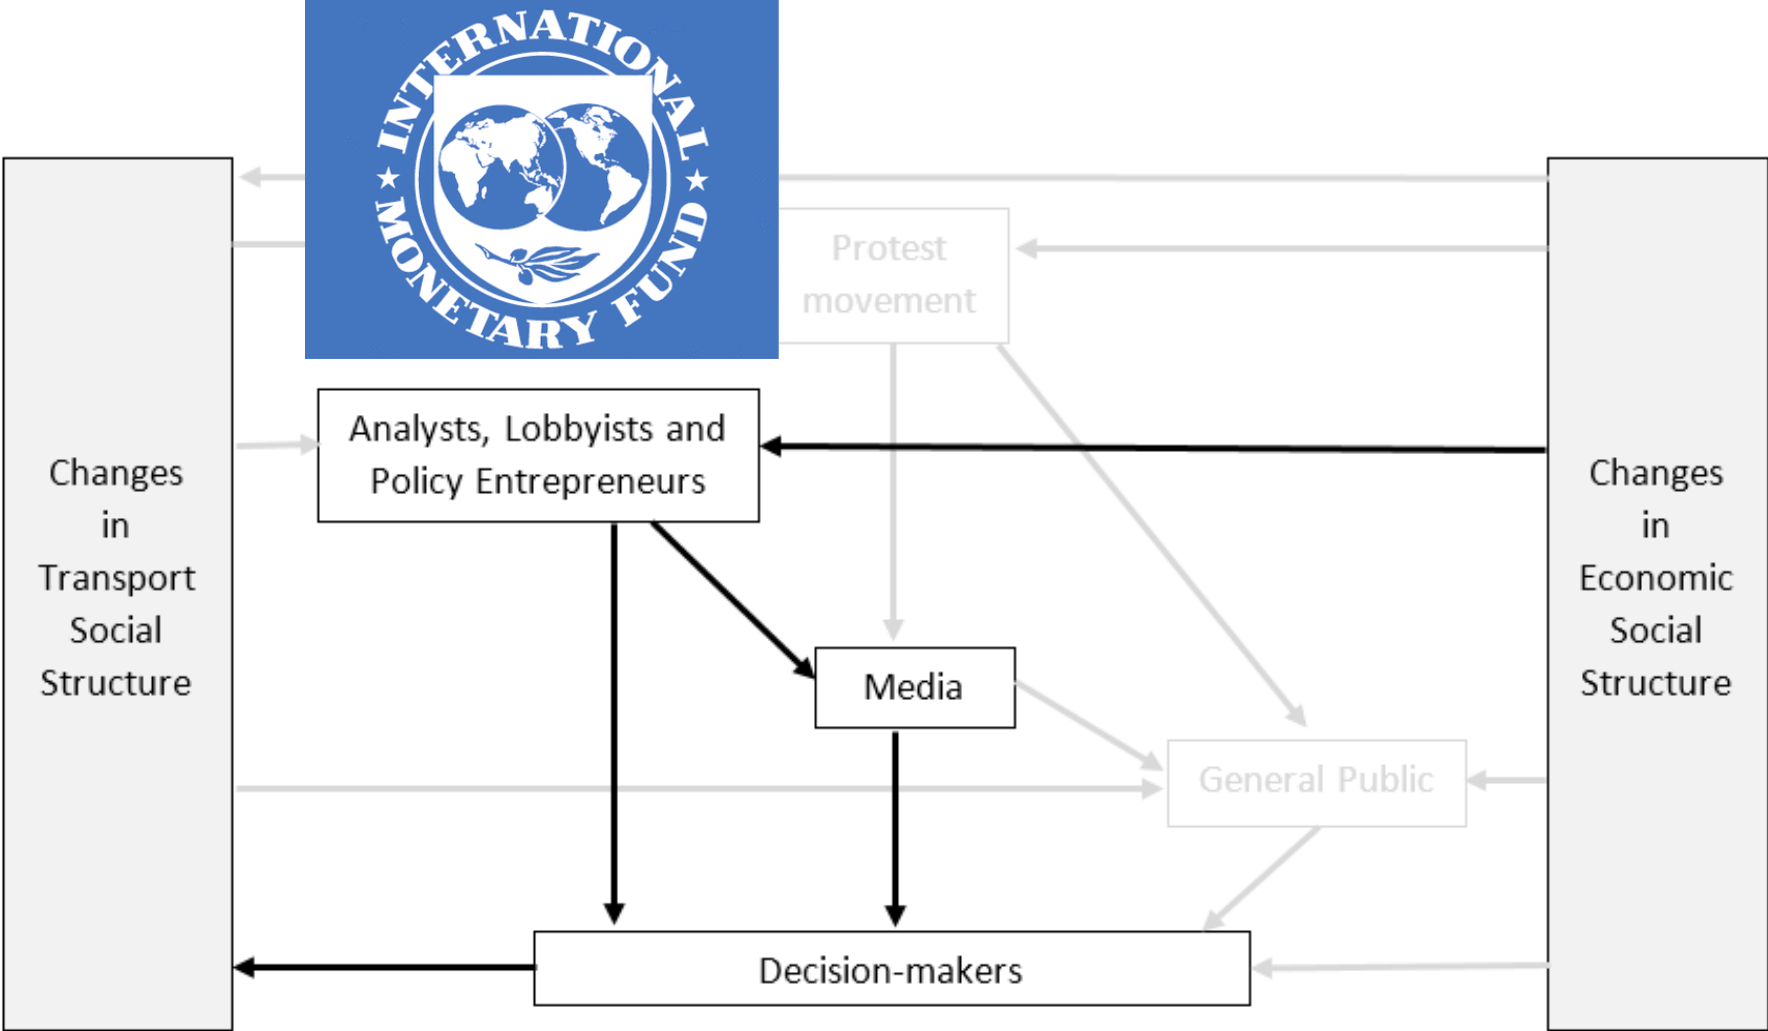 INTERNATIONAL
MONETARY FUND
Protest
movement
Analysts, Lobbyists and
Policy Entrepreneurs
Changes
in
Transport
Social
Structure
Changes
in
Economic
Social
Structure
Media
General Public
Decision-makers